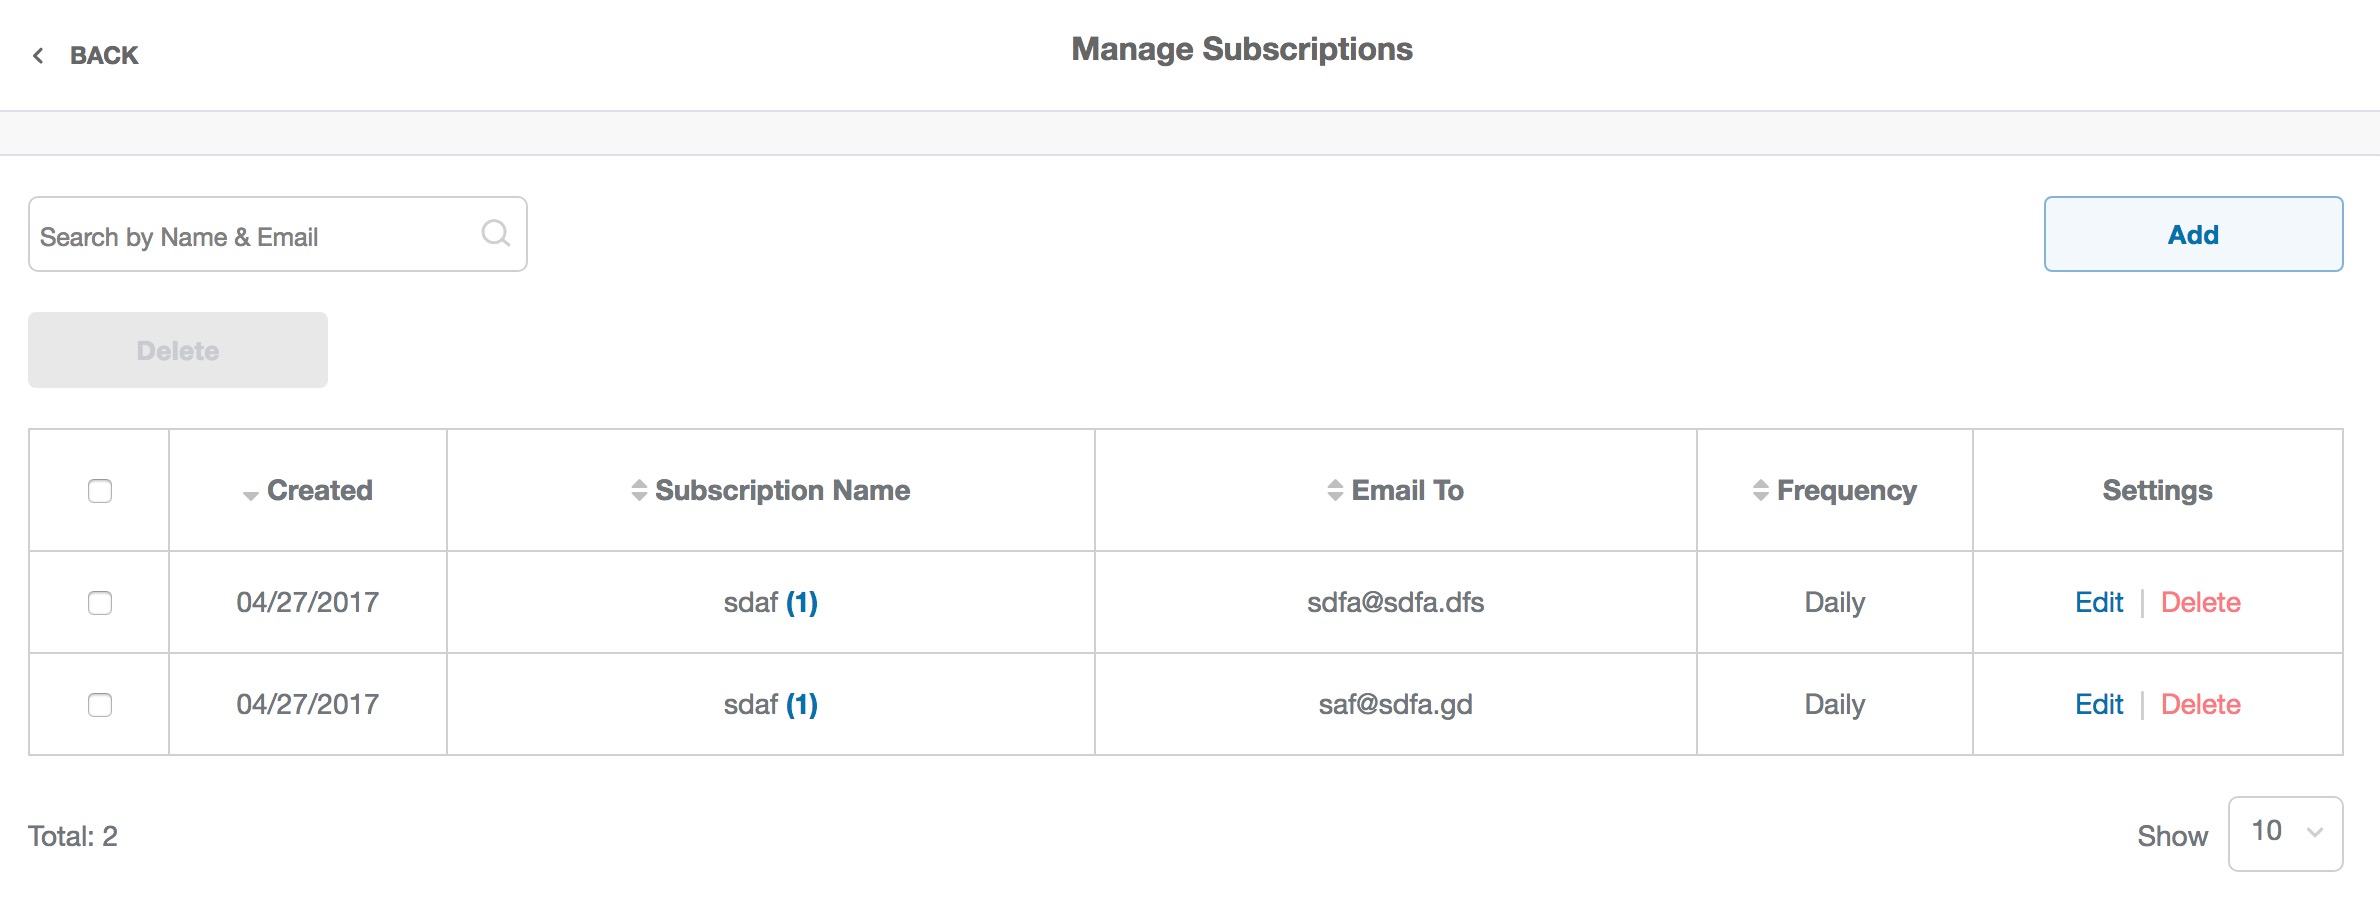 BACK
Manage Subscriptions
Search by Name & Email
Add
Delete
Created Subscription Name Email To Frequency Settings
04/27/2017 sdaf (1) sdfa@sdfa.dfs Daily Edit | Delete
04/27/2017 sdaf (1) saf@sdfa.gd Daily Edit | Delete
Total: 2 Show 10